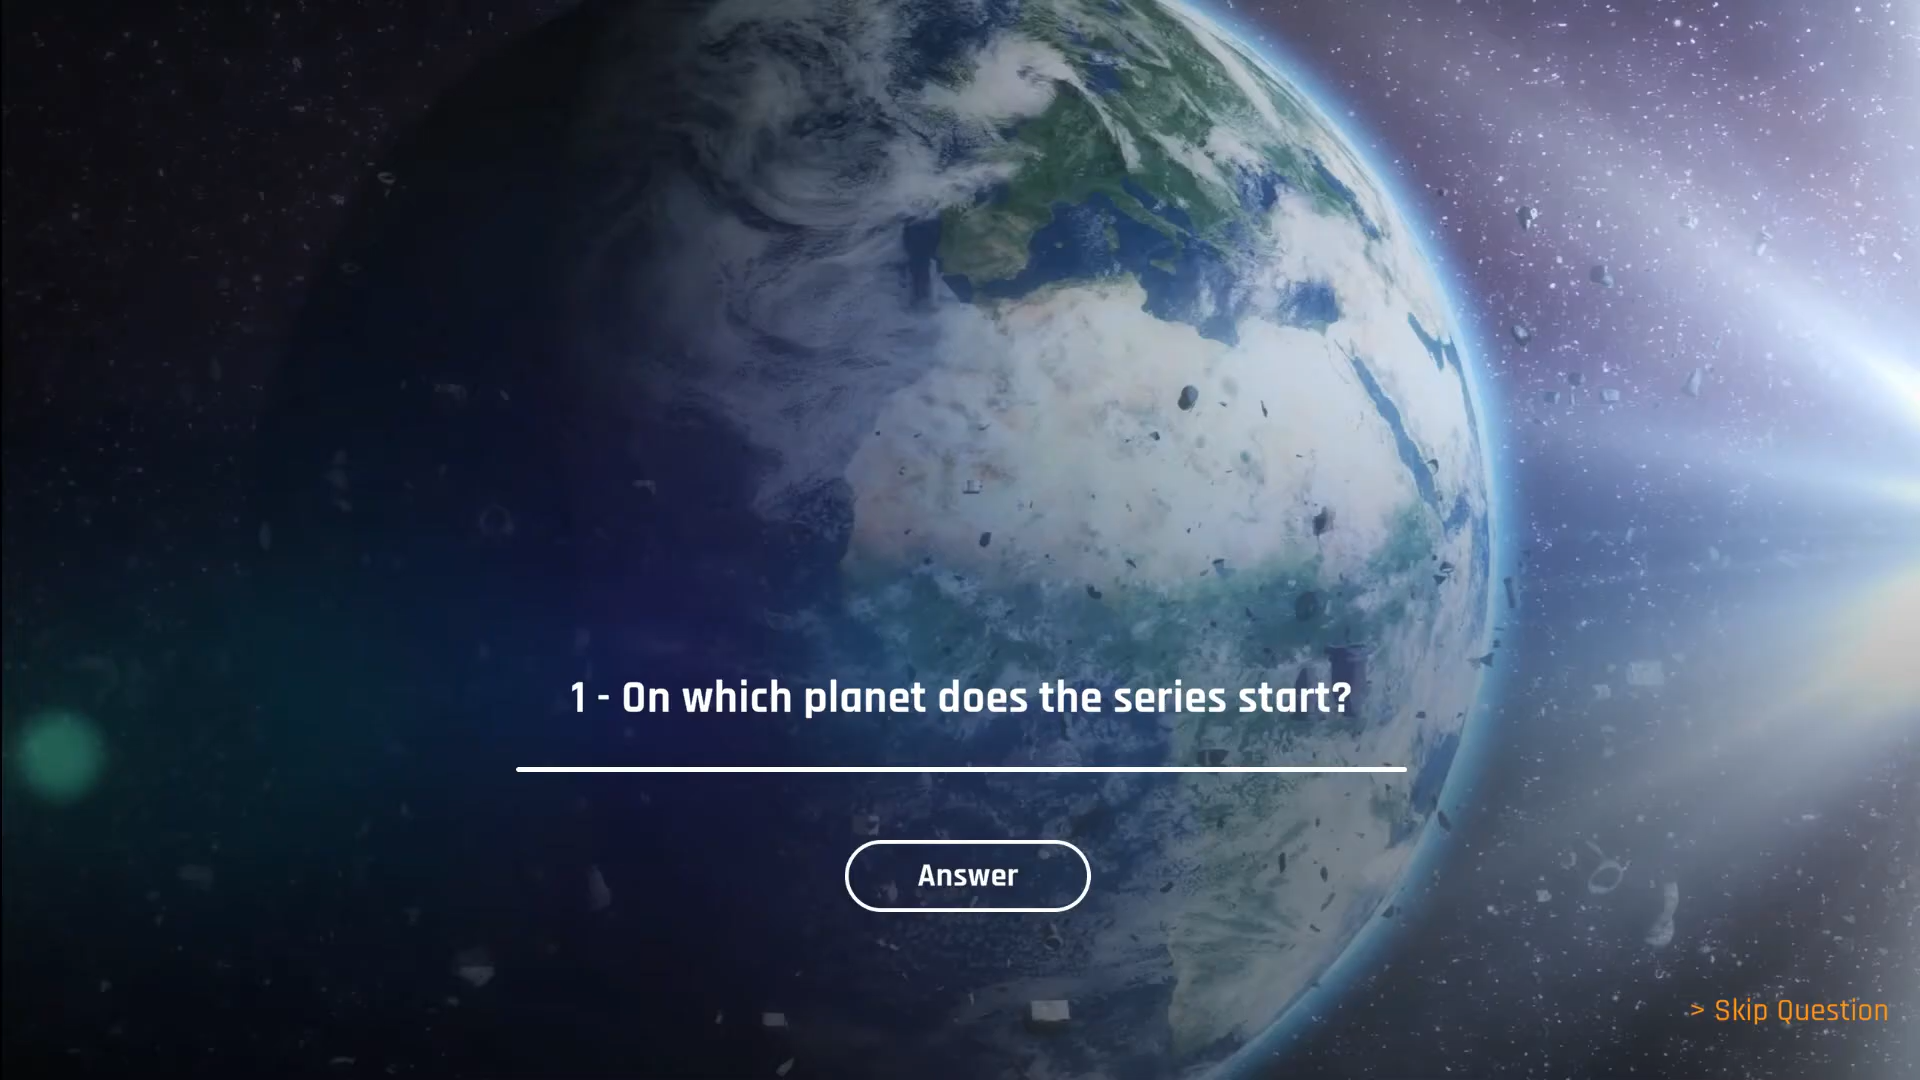 1 - On which planet does the series start?
Answer
> Skip Question